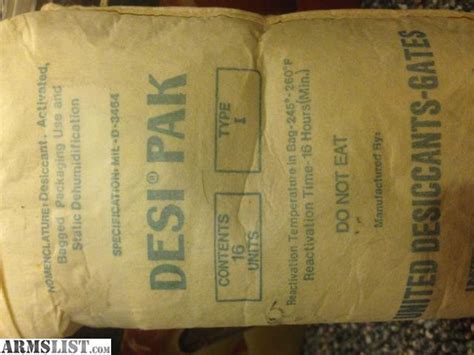 NOMENCLATURE: Desiccant, Activated,
Bagged Packaging Use and
Static Dehumidification
SPECIFICATION: MIL-D-3464
DESI® PAK
CONTENTS
16
UNITS
TYPE
I
Reactivation Temperature in Bag-245°-260°F
Reactivation Time-16 Hours (Min.)
DO NOT EAT
Manufactured By:
UNITED DESICCANTS-GATES
ARMSLIST.com